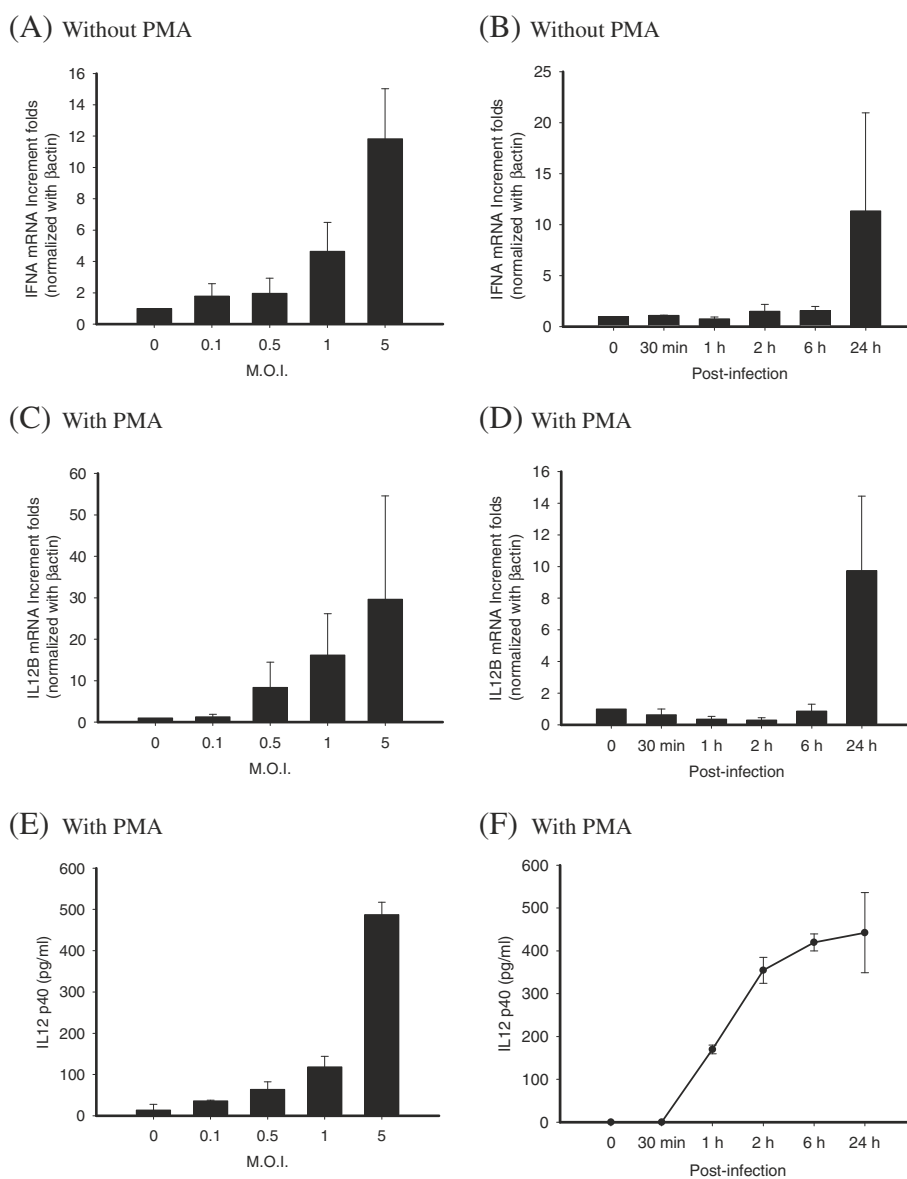 (A) Without PMA
IFNA mRNA Increment folds
(normalized with βactin)
16
14
12
10
8
6
4
2
0
0 0.1 0.5 1 5
M.O.I.
(B) Without PMA
IFNA mRNA Increment folds
(normalized with βactin)
25
20
15
10
5
0
0 30 min 1 h 2 h 6 h 24 h
Post-infection
(C) With PMA
IL12B mRNA Increment folds
(normalized with βactin)
60
50
40
30
20
10
0
0 0.1 0.5 1 5
M.O.I.
(D) With PMA
IL12B mRNA Increment folds
(normalized with βactin)
16
14
12
10
8
6
4
2
0
0 30 min 1 h 2 h 6 h 24 h
Post-infection
(E) With PMA
IL12 p40 (pg/ml)
600
500
400
300
200
100
0
0 0.1 0.5 1 5
M.O.I.
(F) With PMA
IL12 p40 (pg/ml)
600
500
400
300
200
100
0
0 30 min 1 h 2 h 6 h 24 h
Post-infection